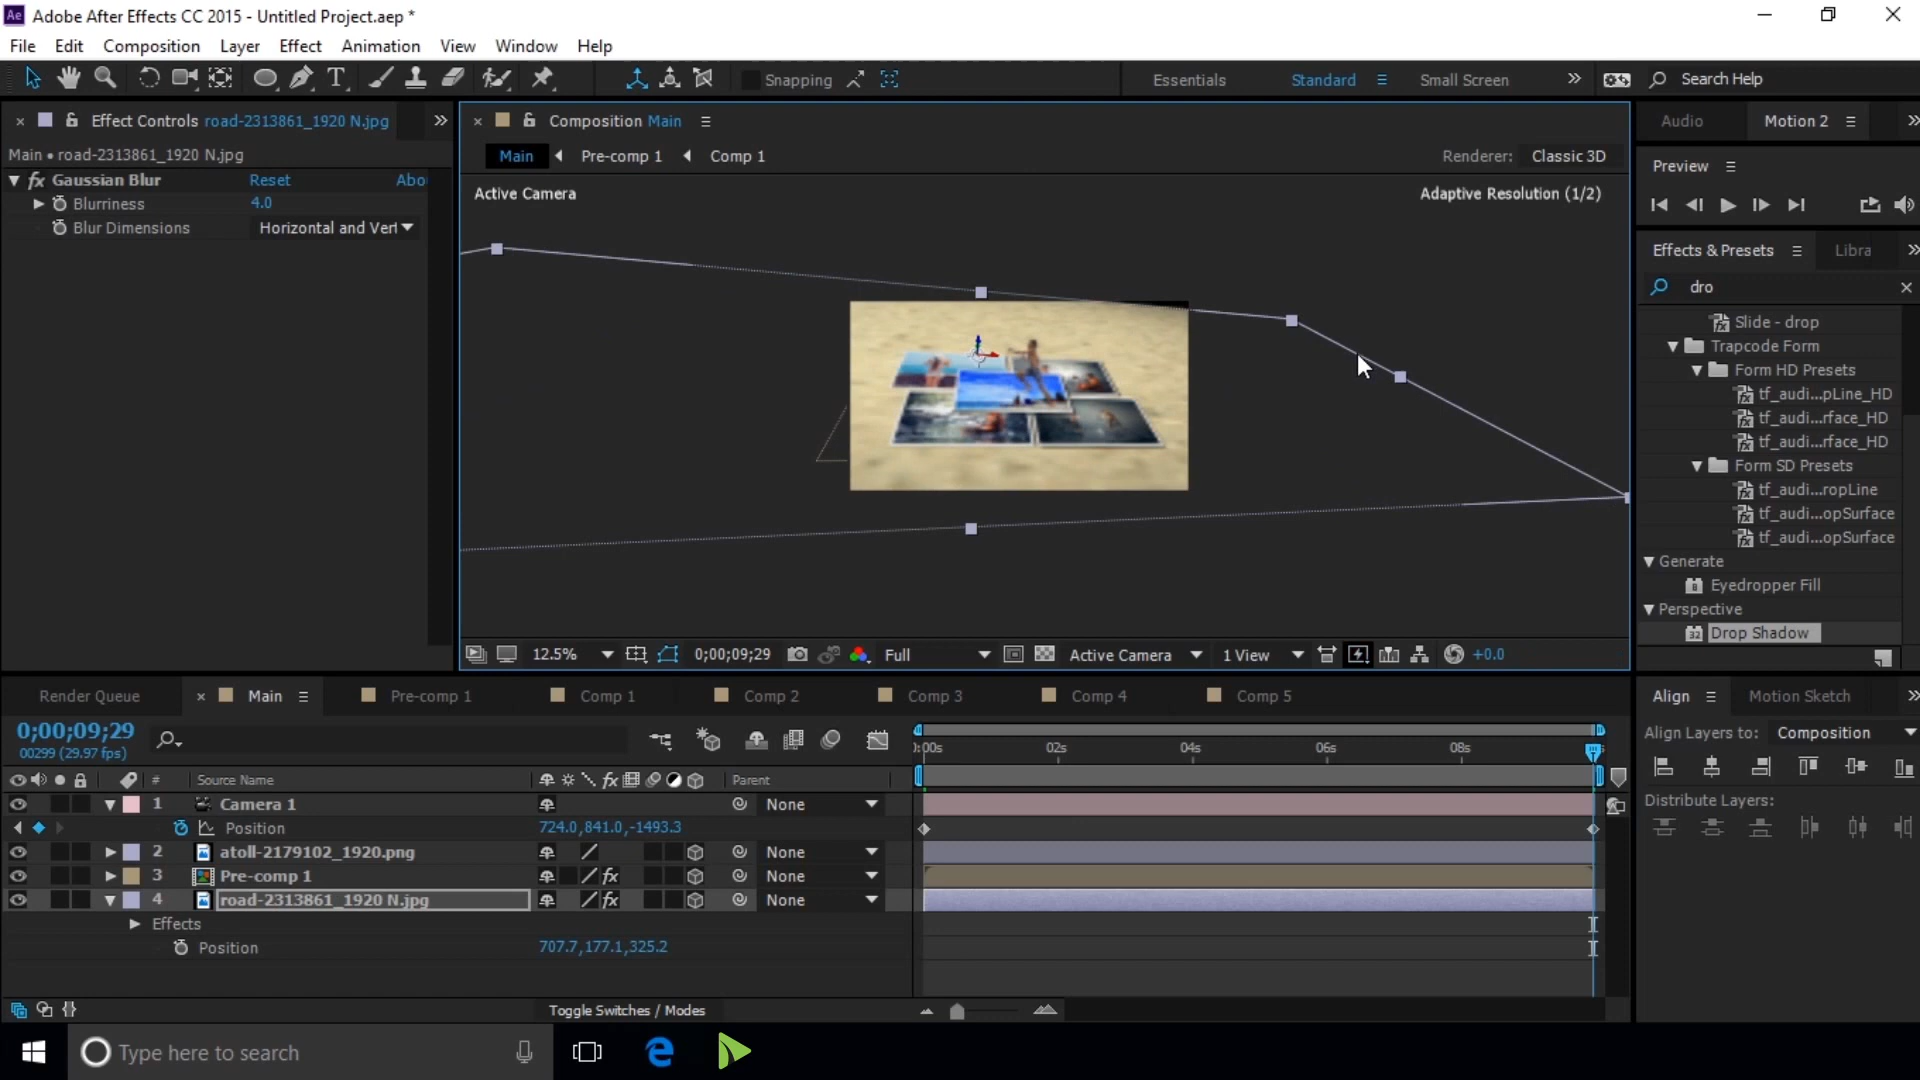 Adobe After Effects CC 2015 - Untitled Project.aep *
File Edit Composition Layer Effect Animation View Window Help
Snapping Essentials Standard Small Screen Search Help
Effect Controls road-2313861_1920 N.jpg
Main • road-2313861_1920 N.jpg
fx Gaussian Blur Reset Abo
Blurriness 4.0
Blur Dimensions Horizontal and Vert
Composition Main
Main Pre-comp 1 Comp 1
Renderer: Classic 3D
Active Camera
Adaptive Resolution (1/2)
12.5% 0;00;09;29 Full Active Camera 1 View +0.0
Audio Motion 2
Preview
Effects & Presets Libra
dro
Slide - drop
Trapcode Form
Form HD Presets
tf_audi...pLine_HD
tf_audi...rface_HD
tf_audi...rface_HD
Form SD Presets
tf_audi...ropLine
tf_audi...opSurface
tf_audi...opSurface
Generate
Eyedropper Fill
Perspective
32 Drop Shadow
Render Queue Main Pre-comp 1 Comp 1 Comp 2 Comp 3 Comp 4 Comp 5
0;00;09;29
00299 (29.97 fps)
):00s 02s 04s 06s 08s
# Source Name fx Parent
1 Camera 1 None
Position 724.0,841.0,-1493.3
2 atoll-2179102_1920.png None
3 Pre-comp 1 fx None
4 road-2313861_1920 N.jpg fx None
Effects
Position 707.7,177.1,325.2
Toggle Switches / Modes
Align Motion Sketch
Align Layers to: Composition
Distribute Layers:
Type here to search